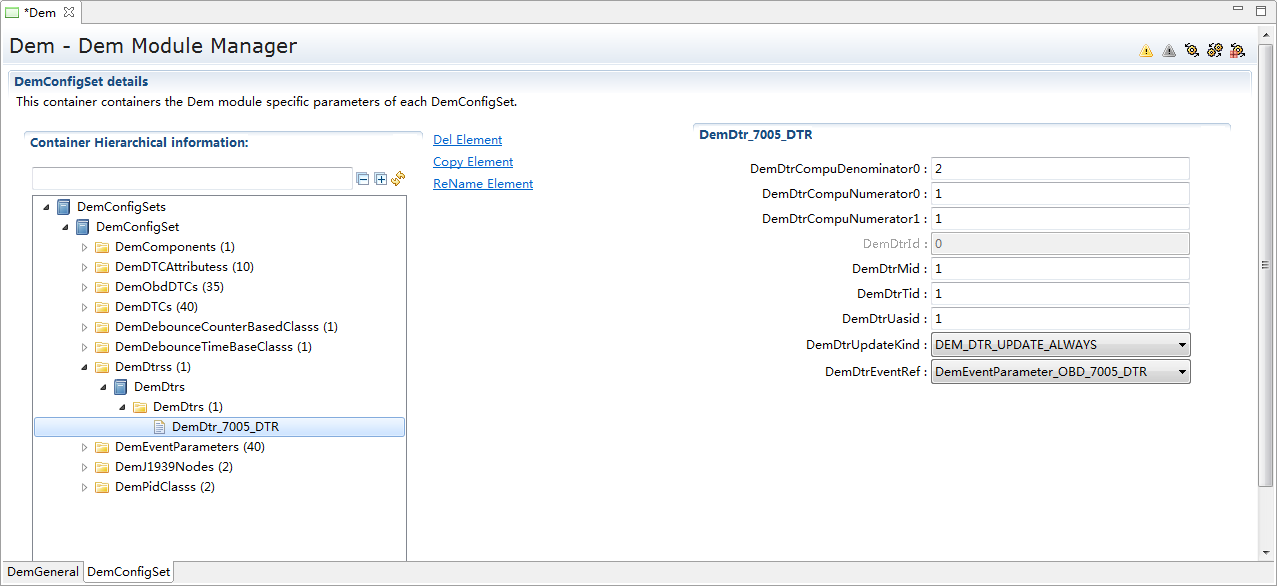 *Dem
Dem - Dem Module Manager
DemConfigSet details
This container containers the Dem module specific parameters of each DemConfigSet.
Container Hierarchical information:
Del Element
Copy Element
ReName Element
DemConfigSets
DemConfigSet
DemComponents (1)
DemDTCAttributess (10)
DemObdDTCs (35)
DemDTCs (40)
DemDebounceCounterBasedClasss (1)
DemDebounceTimeBaseClasss (1)
DemDtrss (1)
DemDtrs
DemDtrs (1)
DemDtr_7005_DTR
DemEventParameters (40)
DemJ1939Nodes (2)
DemPidClasss (2)
DemDtr_7005_DTR
DemDtrCompuDenominator0 : 2
DemDtrCompuNumerator0 : 1
DemDtrCompuNumerator1 : 1
DemDtrId : 0
DemDtrMid : 1
DemDtrTid : 1
DemDtrUasid : 1
DemDtrUpdateKind : DEM_DTR_UPDATE_ALWAYS
DemDtrEventRef : DemEventParameter_OBD_7005_DTR
DemGeneral DemConfigSet